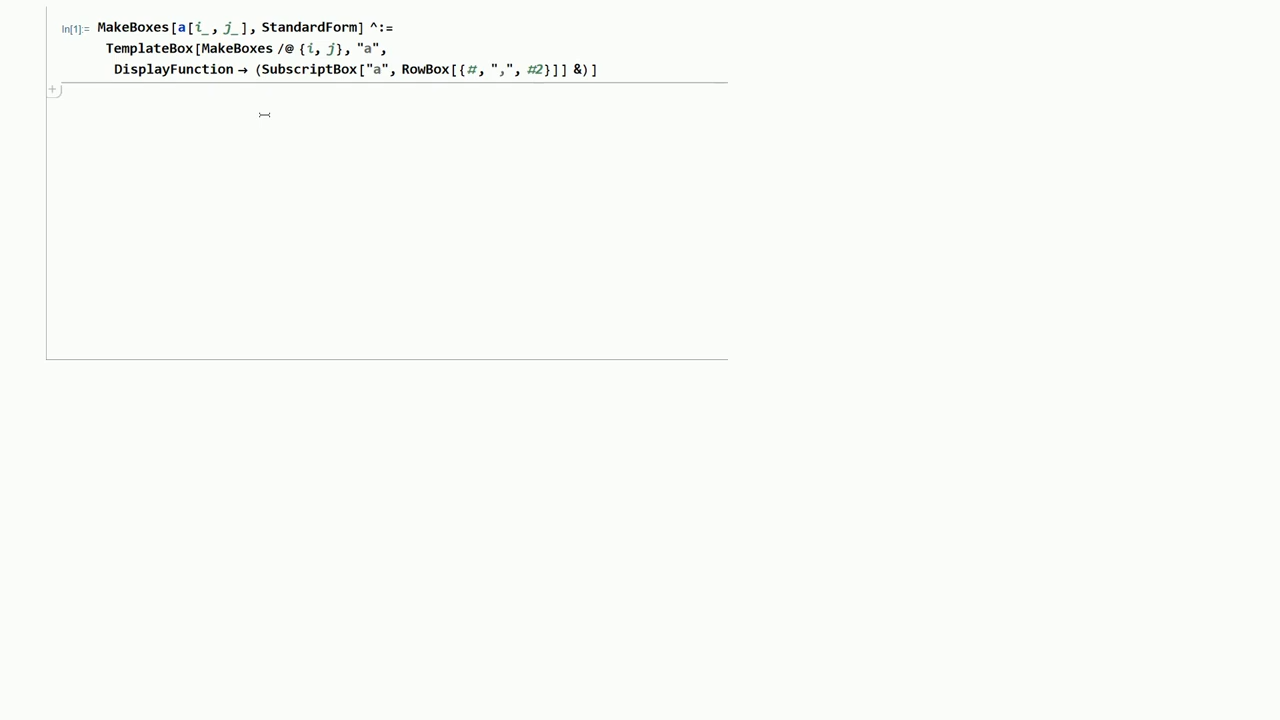 In[1]:= MakeBoxes[a[i_, j_], StandardForm] ^:=
TemplateBox[MakeBoxes /@ {i, j}, "a",
DisplayFunction → (SubscriptBox["a", RowBox[{#, ",", #2}]] &)]
+